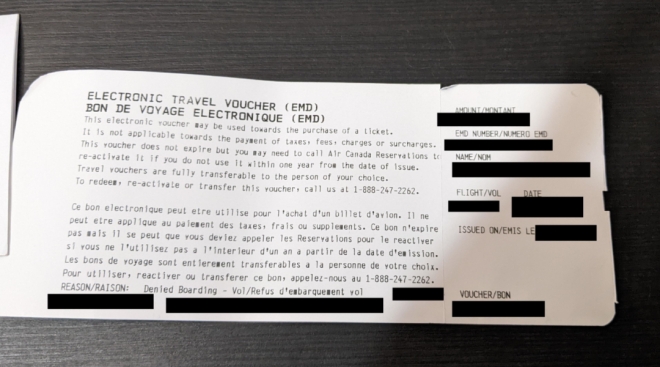 ELECTRONIC TRAVEL VOUCHER (EMD)
BON DE VOYAGE ELECTRONIQUE (EMD)
This electronic voucher may be used towards the purchase of a ticket.
It is not applicable towards the payment of taxes, fees, charges or surcharges.
This voucher does not expire but you may need to call Air Canada Reservations to
re-activate it if you do not use it within one year from the date of issue.
Travel vouchers are fully transferable to the person of your choice.
To redeem, re-activate or transfer this voucher, call us at 1-888-247-2262.
Ce bon electronique peut etre utilise pour l'achat d'un billet d'avion. Il ne
peut etre applique au paiement des taxes, frais ou supplements. Ce bon n'expire
pas mais il se peut que vous deviez appeler les Reservations pour le reactiver
si vous ne l'utilisez pas a l'interieur d'un an a partir de la date d'emission.
Les bons de voyage sont entierement transferables a la personne de votre choix.
Pour utiliser, reactiver ou transferer ce bon, appelez-nous au 1-888-247-2262.
REASON/RAISON: Denied Boarding - Vol/Refus d'embarquement vol
AMOUNT/MONTANT
EMD NUMBER/NUMERO EMD
NAME/NOM
FLIGHT/VOL DATE
ISSUED ON/EMIS LE
VOUCHER/BON